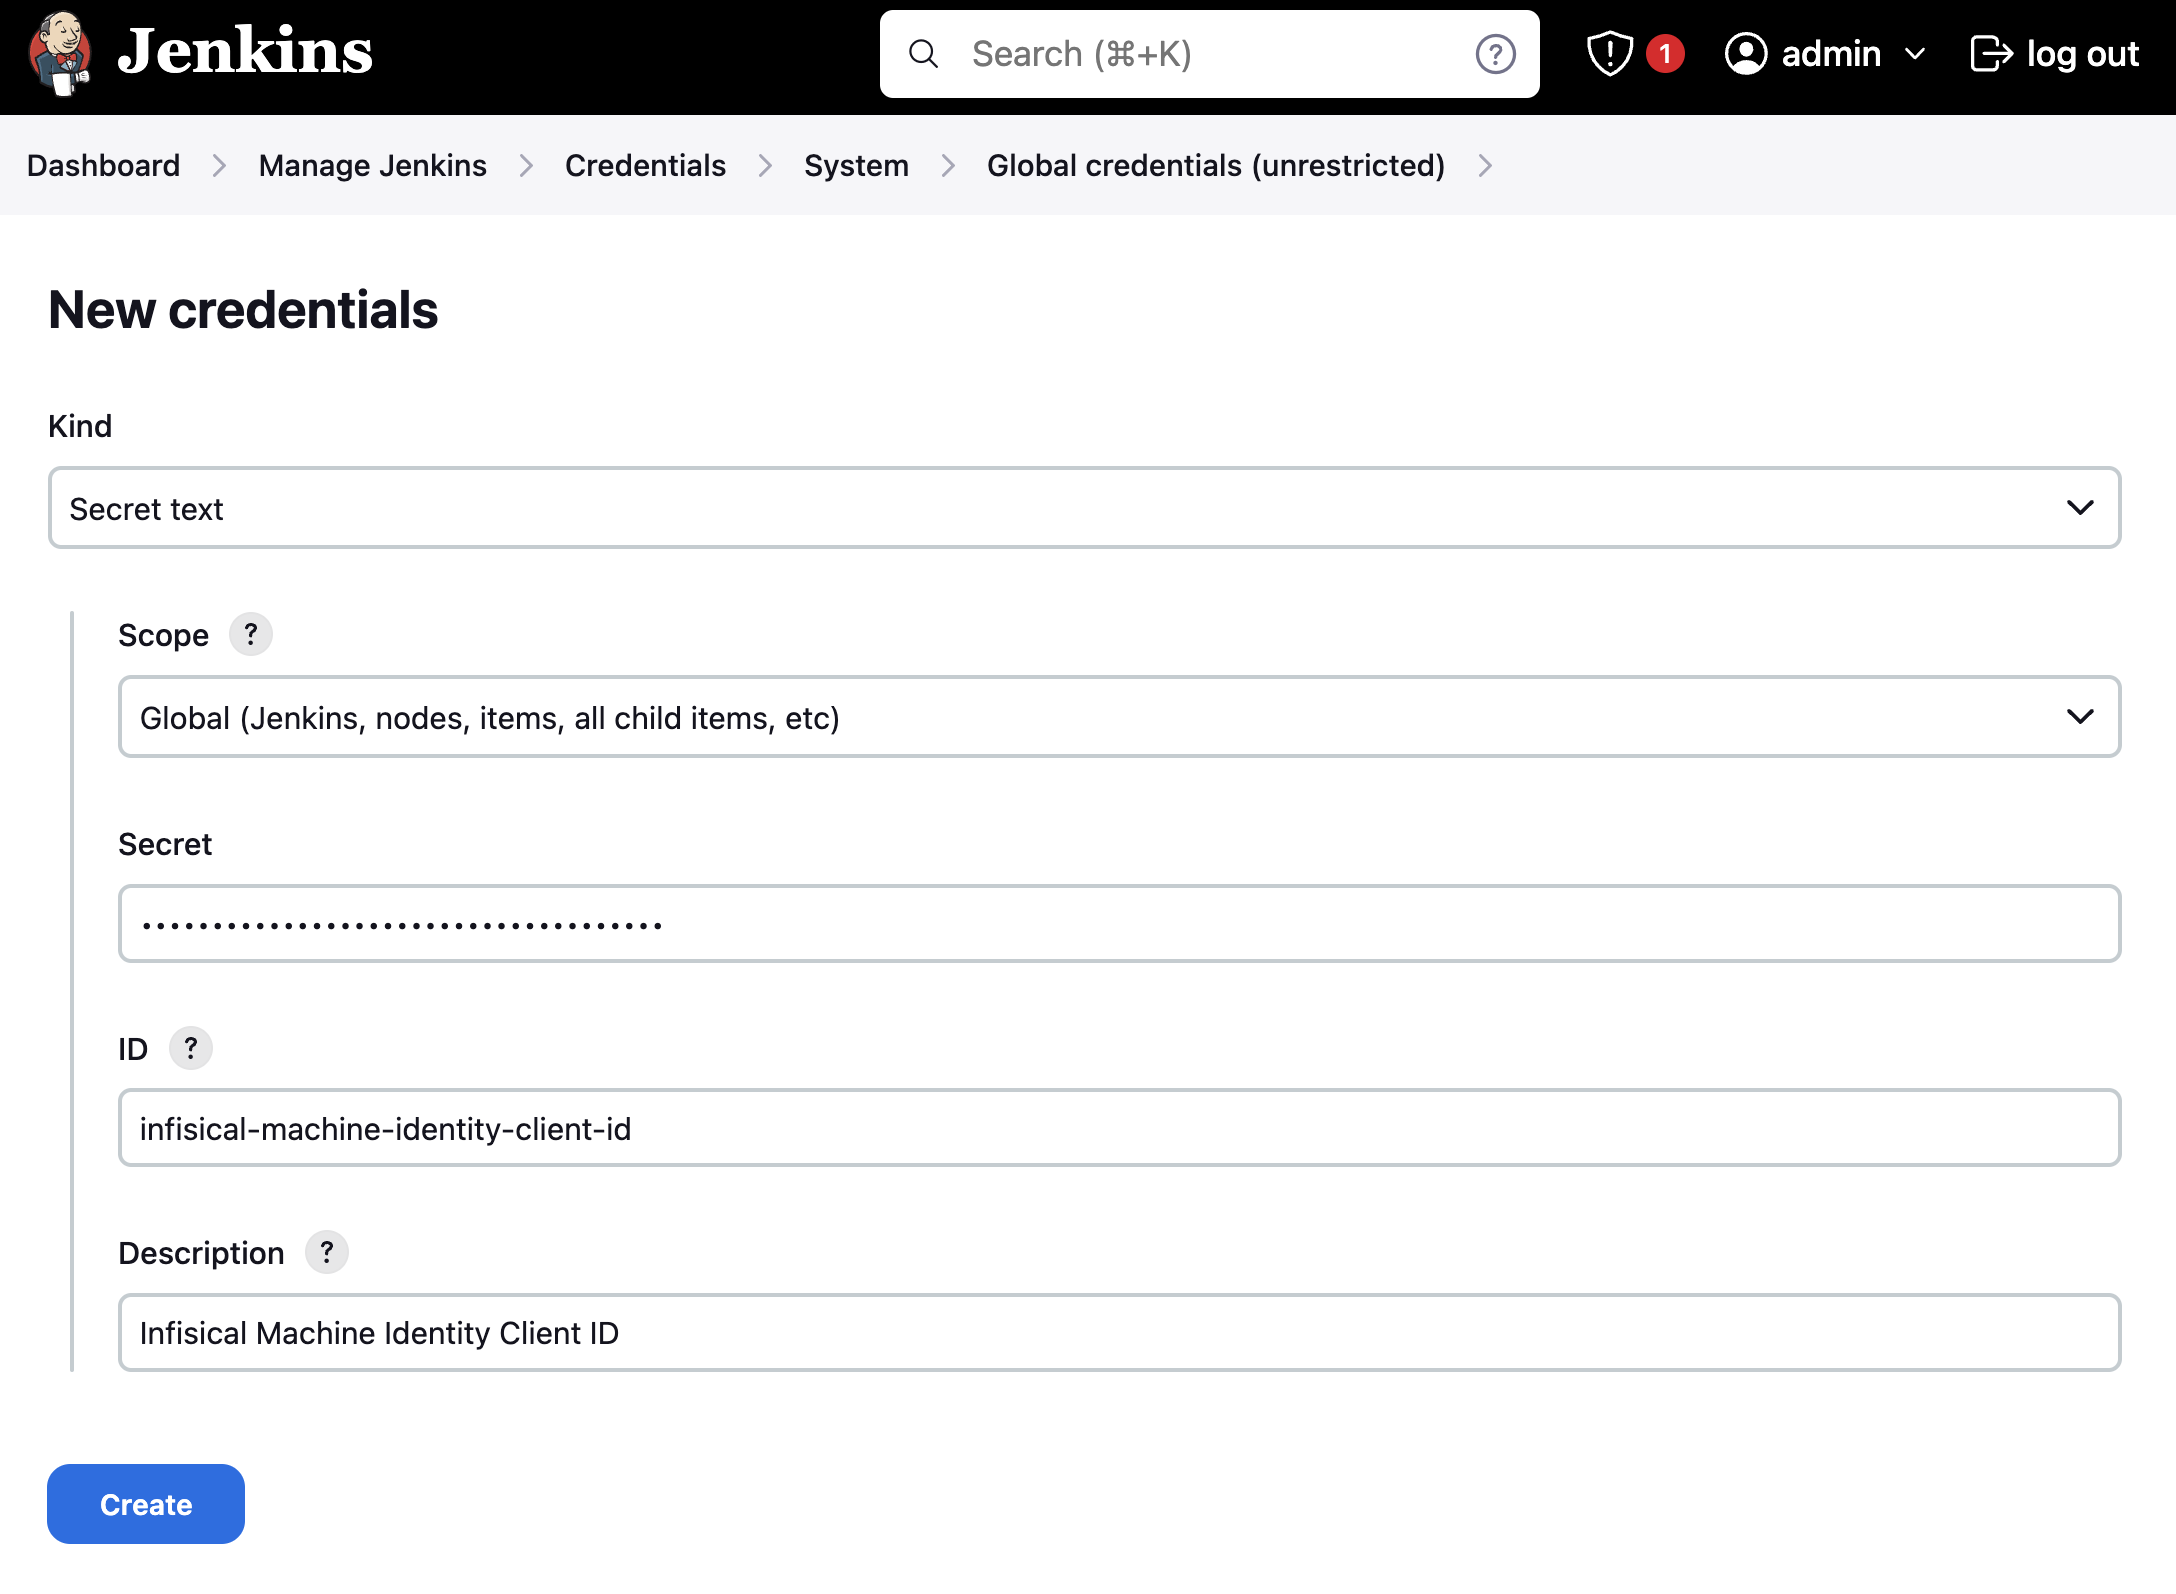 Jenkins Search (⌘+K) ? 1 admin log out
Dashboard Manage Jenkins Credentials System Global credentials (unrestricted)
New credentials
Kind
Secret text
Scope ?
Global (Jenkins, nodes, items, all child items, etc)
Secret
•••••••••••••••••••••••••••••••••••••
ID ?
infisical-machine-identity-client-id
Description ?
Infisical Machine Identity Client ID
Create